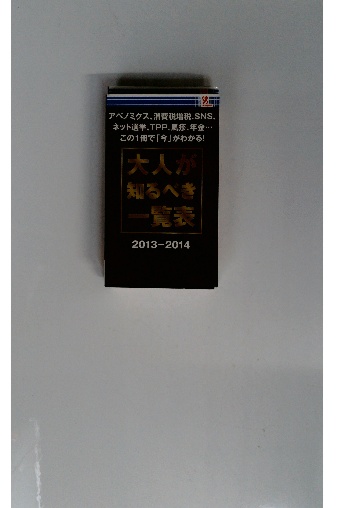 アベノミクス、消費税増税、SNS、
ネット選挙、TPP、風疹、年金…
この1冊で「今」がわかる!
大人が
知るべき
一覧表
2013-2014